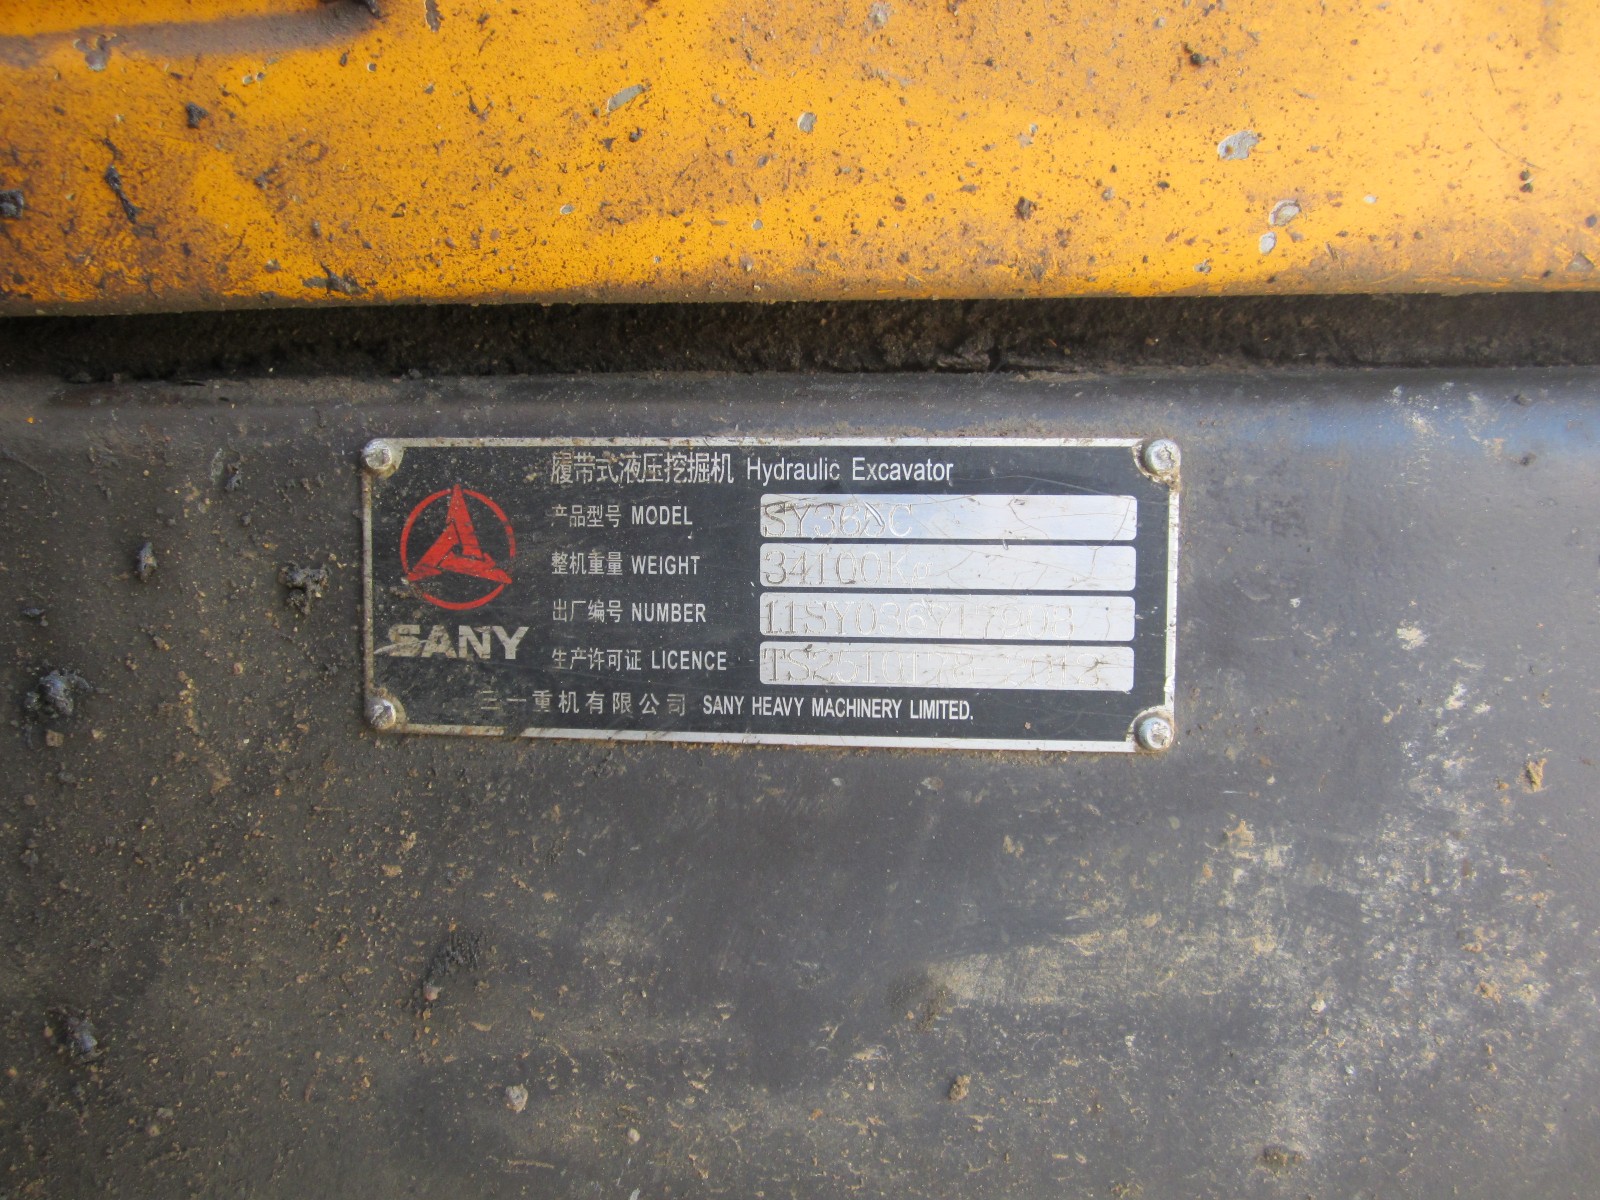 履带式液压挖掘机 Hydraulic Excavator
产品型号 MODEL
整机重量 WEIGHT 34100Kg
出厂编号 NUMBER
生产许可证 LICENCE
SANY
三一重机有限公司 SANY HEAVY MACHINERY LIMITED.